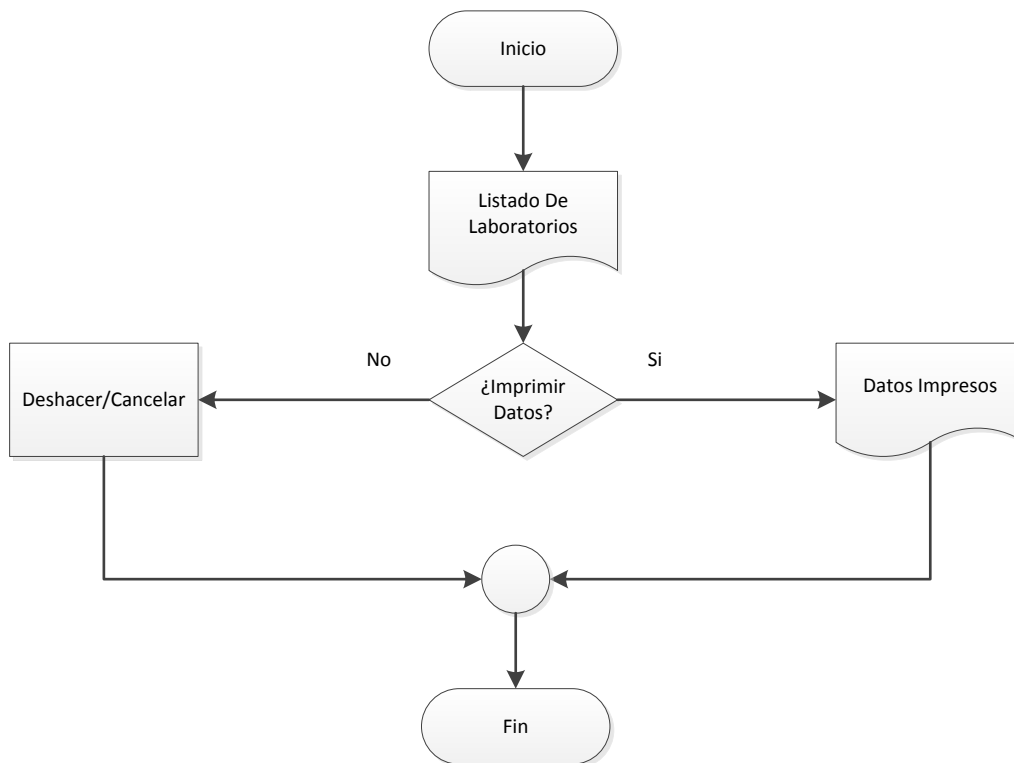 Inicio
Listado De
Laboratorios
No
Si
Deshacer/Cancelar
¿Imprimir
Datos?
Datos Impresos
Fin